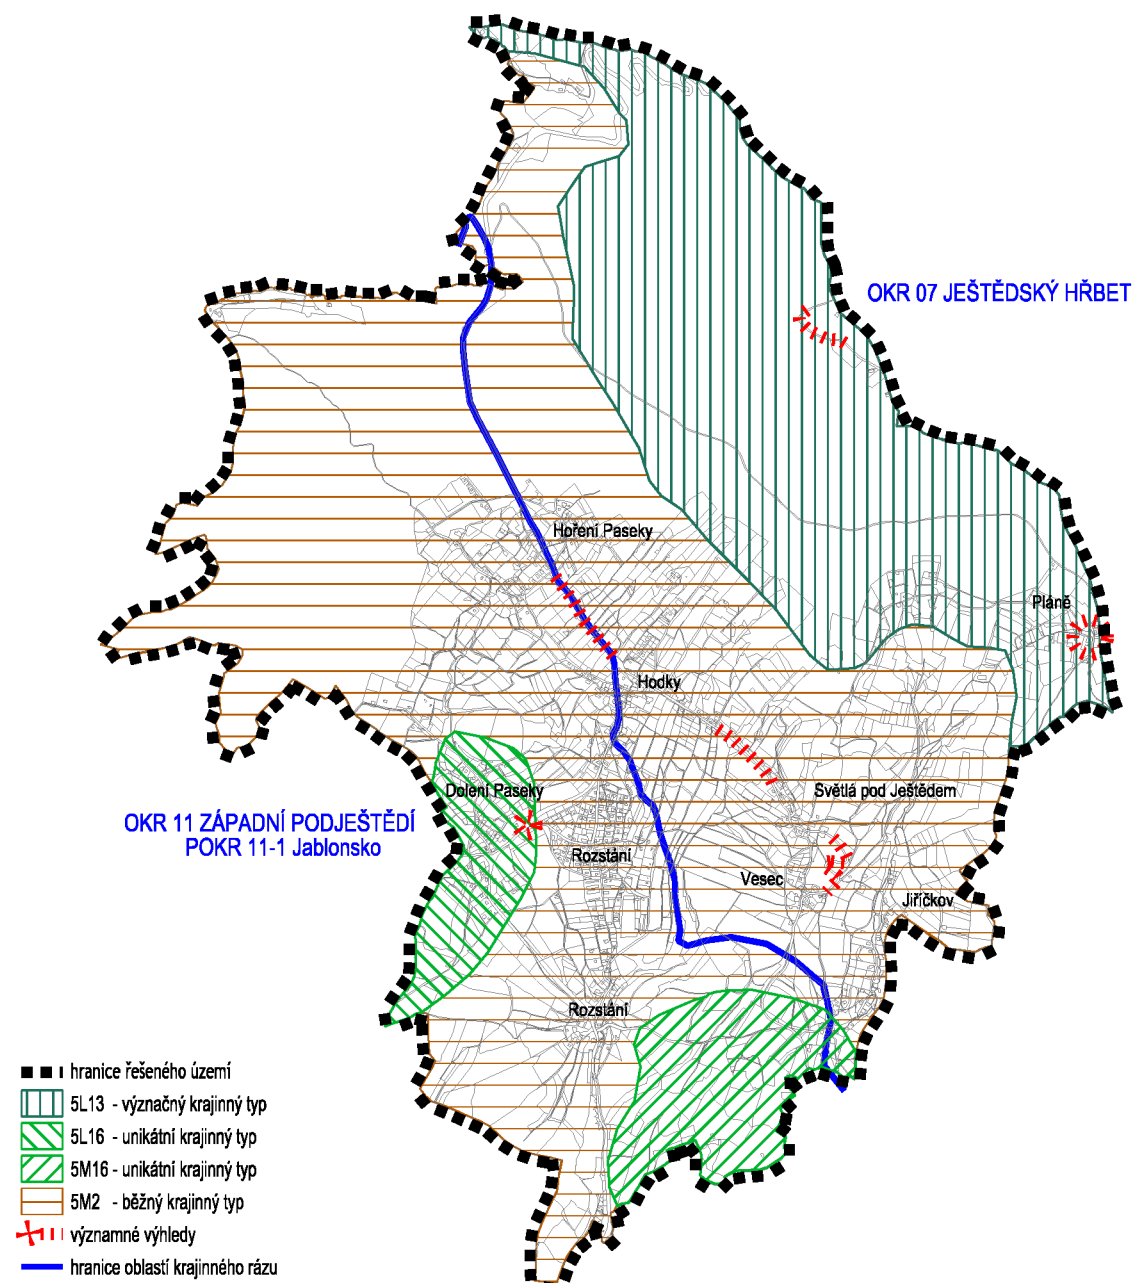 OKR 07 JEŠTĚDSKÝ HŘBET
Hoření Paseky
Pláně
Hodky
Dolení Paseky
Světlá pod Ještědem
OKR 11 ZÁPADNÍ PODJEŠTĚDÍ
POKR 11-1 Jablonsko
Rozstání
Vesec
Jiříčkov
Rozstání
hranice řešeného území
5L13 - význačný krajinný typ
5L16 - unikátní krajinný typ
5M16 - unikátní krajinný typ
5M2 - běžný krajinný typ
významné výhledy
hranice oblastí krajinného rázu